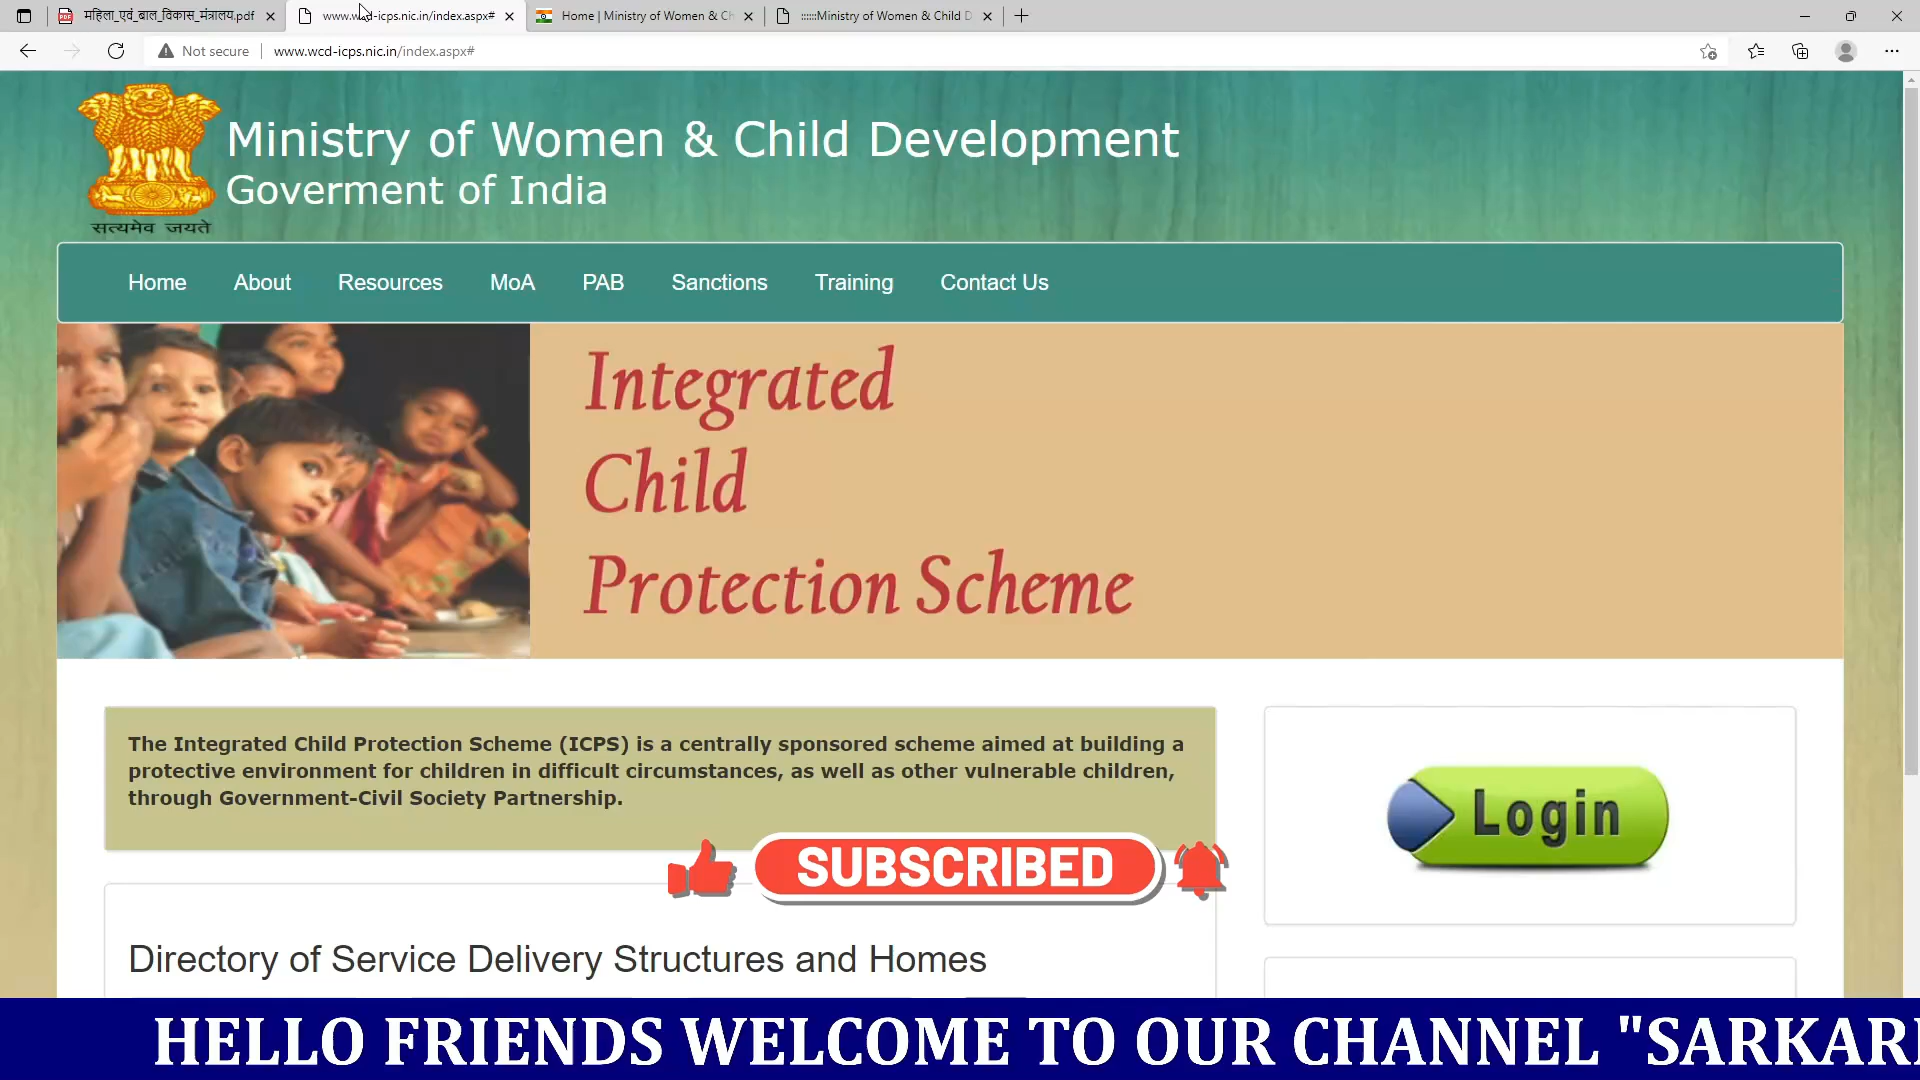 महिला_एवं_बाल_विकास_मंत्रालय.pdf
www.wcd-icps.nic.in/index.aspx#
Home | Ministry of Women & Ch
::::::Ministry of Women & Child D
Not secure
www.wcd-icps.nic.in/index.aspx#
Ministry of Women & Child Development
Goverment of India
सत्यमेव जयते
Home
About
Resources
MoA
PAB
Sanctions
Training
Contact Us
Integrated
Child
Protection Scheme
The Integrated Child Protection Scheme (ICPS) is a centrally sponsored scheme aimed at building a
protective environment for children in difficult circumstances, as well as other vulnerable children,
through Government-Civil Society Partnership.
Login
SUBSCRIBED
Directory of Service Delivery Structures and Homes
HELLO FRIENDS WELCOME TO OUR CHANNEL "SARKARI